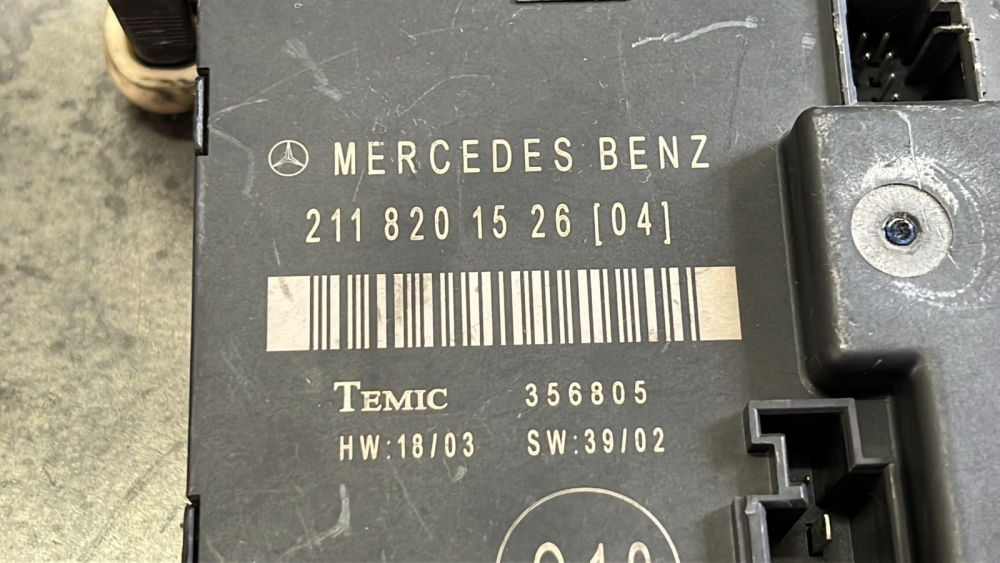 MERCEDES BENZ
211 820 15 26 [04]
TEMIC 356805
HW:18/03 SW:39/02